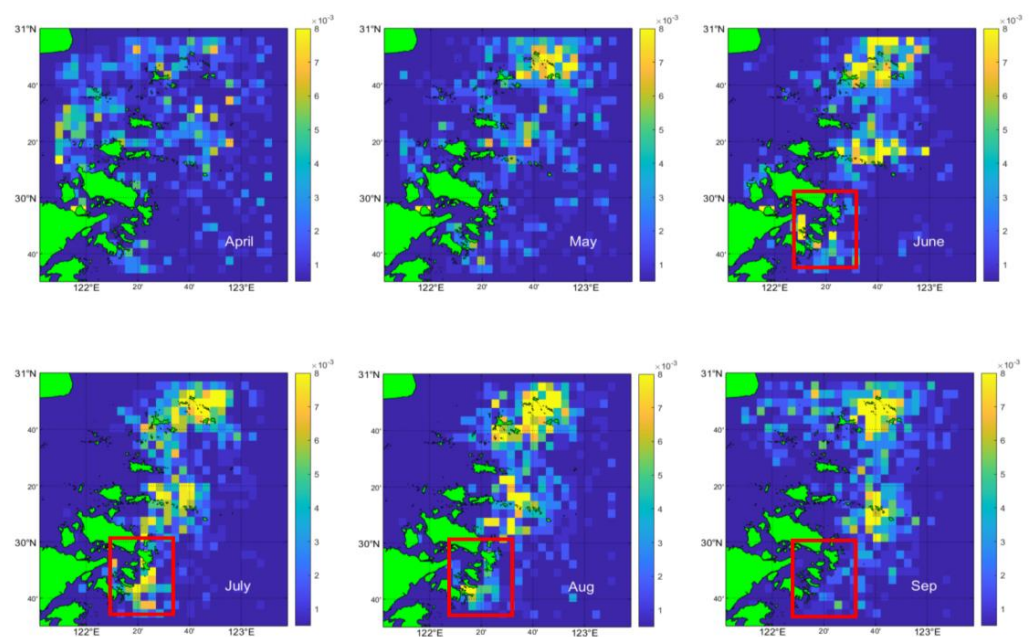 ×10⁻³ ×10⁻³ ×10⁻³
31°N 8 31°N 8 31°N 8
7 7 7
40' 6 40' 6 40' 6
5 5 5
20' 4 20' 4 20' 4
30°N 3 30°N 3 30°N 3
April May June
2 2 2
40' 1 40' 1 40' 1
122°E 20' 40' 123°E 122°E 20' 40' 123°E 122°E 20' 40' 123°E
×10⁻³ ×10⁻³ ×10⁻³
31°N 8 31°N 8 31°N 8
7 7 7
40' 6 40' 6 40' 6
5 5 5
20' 4 20' 4 20' 4
30°N 3 30°N 3 30°N 3
July Aug Sep
2 2 2
40' 1 40' 1 40' 1
122°E 20' 40' 123°E 122°E 20' 40' 123°E 122°E 20' 40' 123°E